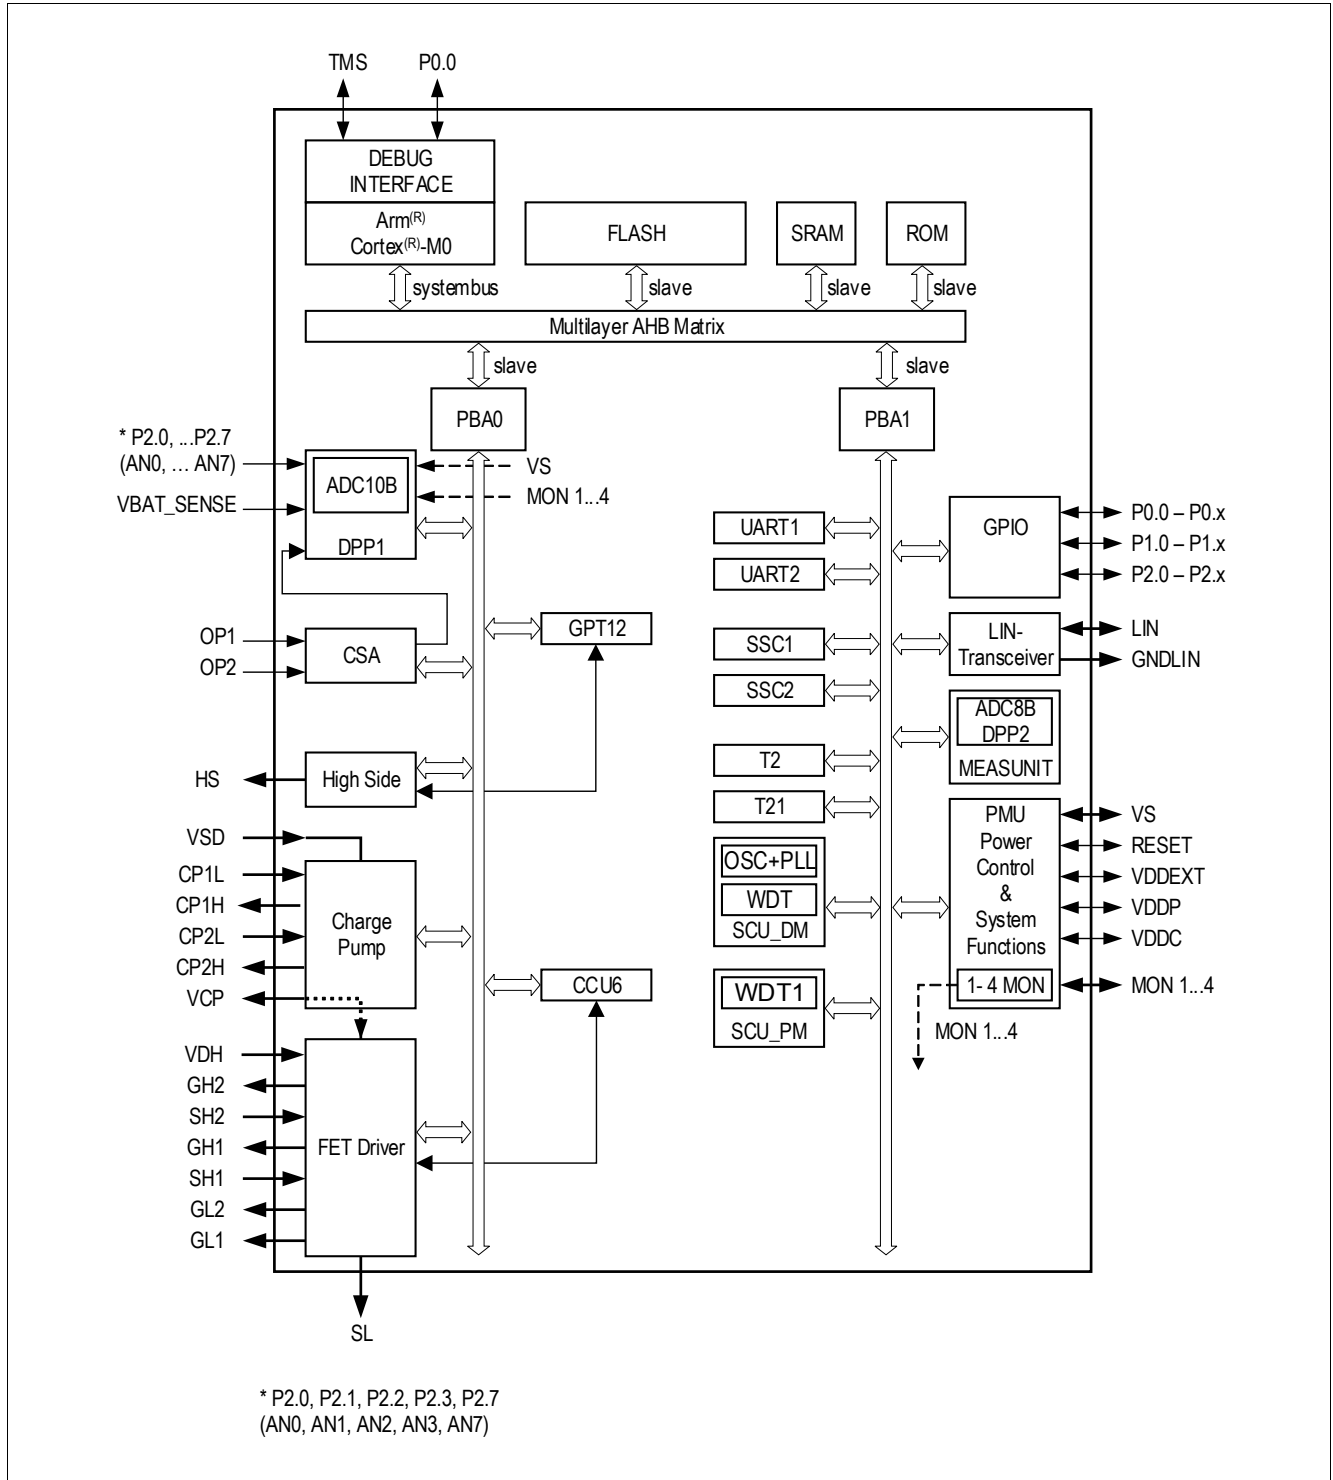 TMS P0.0
DEBUG
INTERFACE
Arm(R)
Cortex(R)-M0
FLASH
SRAM
ROM
systembus
slave
slave
slave
Multilayer AHB Matrix
slave
slave
PBA0
PBA1
* P2.0, ...P2.7
(AN0, ... AN7)
VBAT_SENSE
ADC10B
DPP1
VS
MON 1...4
UART1
UART2
GPIO
P0.0 – P0.x
P1.0 – P1.x
P2.0 – P2.x
OP1
OP2
CSA
GPT12
SSC1
SSC2
LIN-
Transceiver
LIN
GNDLIN
ADC8B
DPP2
MEASUNIT
HS
High Side
T2
T21
VSD
CP1L
CP1H
CP2L
CP2H
VCP
Charge
Pump
CCU6
OSC+PLL
WDT
SCU_DM
WDT1
SCU_PM
PMU
Power
Control
&
System
Functions
1- 4 MON
VS
RESET
VDDEXT
VDDP
VDDC
MON 1...4
MON 1...4
VDH
GH2
SH2
GH1
SH1
GL2
GL1
FET Driver
SL
* P2.0, P2.1, P2.2, P2.3, P2.7
(AN0, AN1, AN2, AN3, AN7)